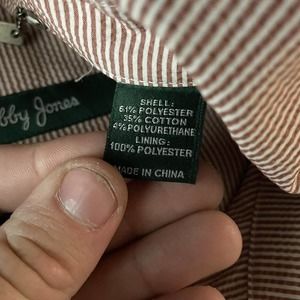 bby Jones
SHELL:
61% POLYESTER
35% COTTON
4% POLYURETHANE
LINING:
100% POLYESTER
MADE IN CHINA